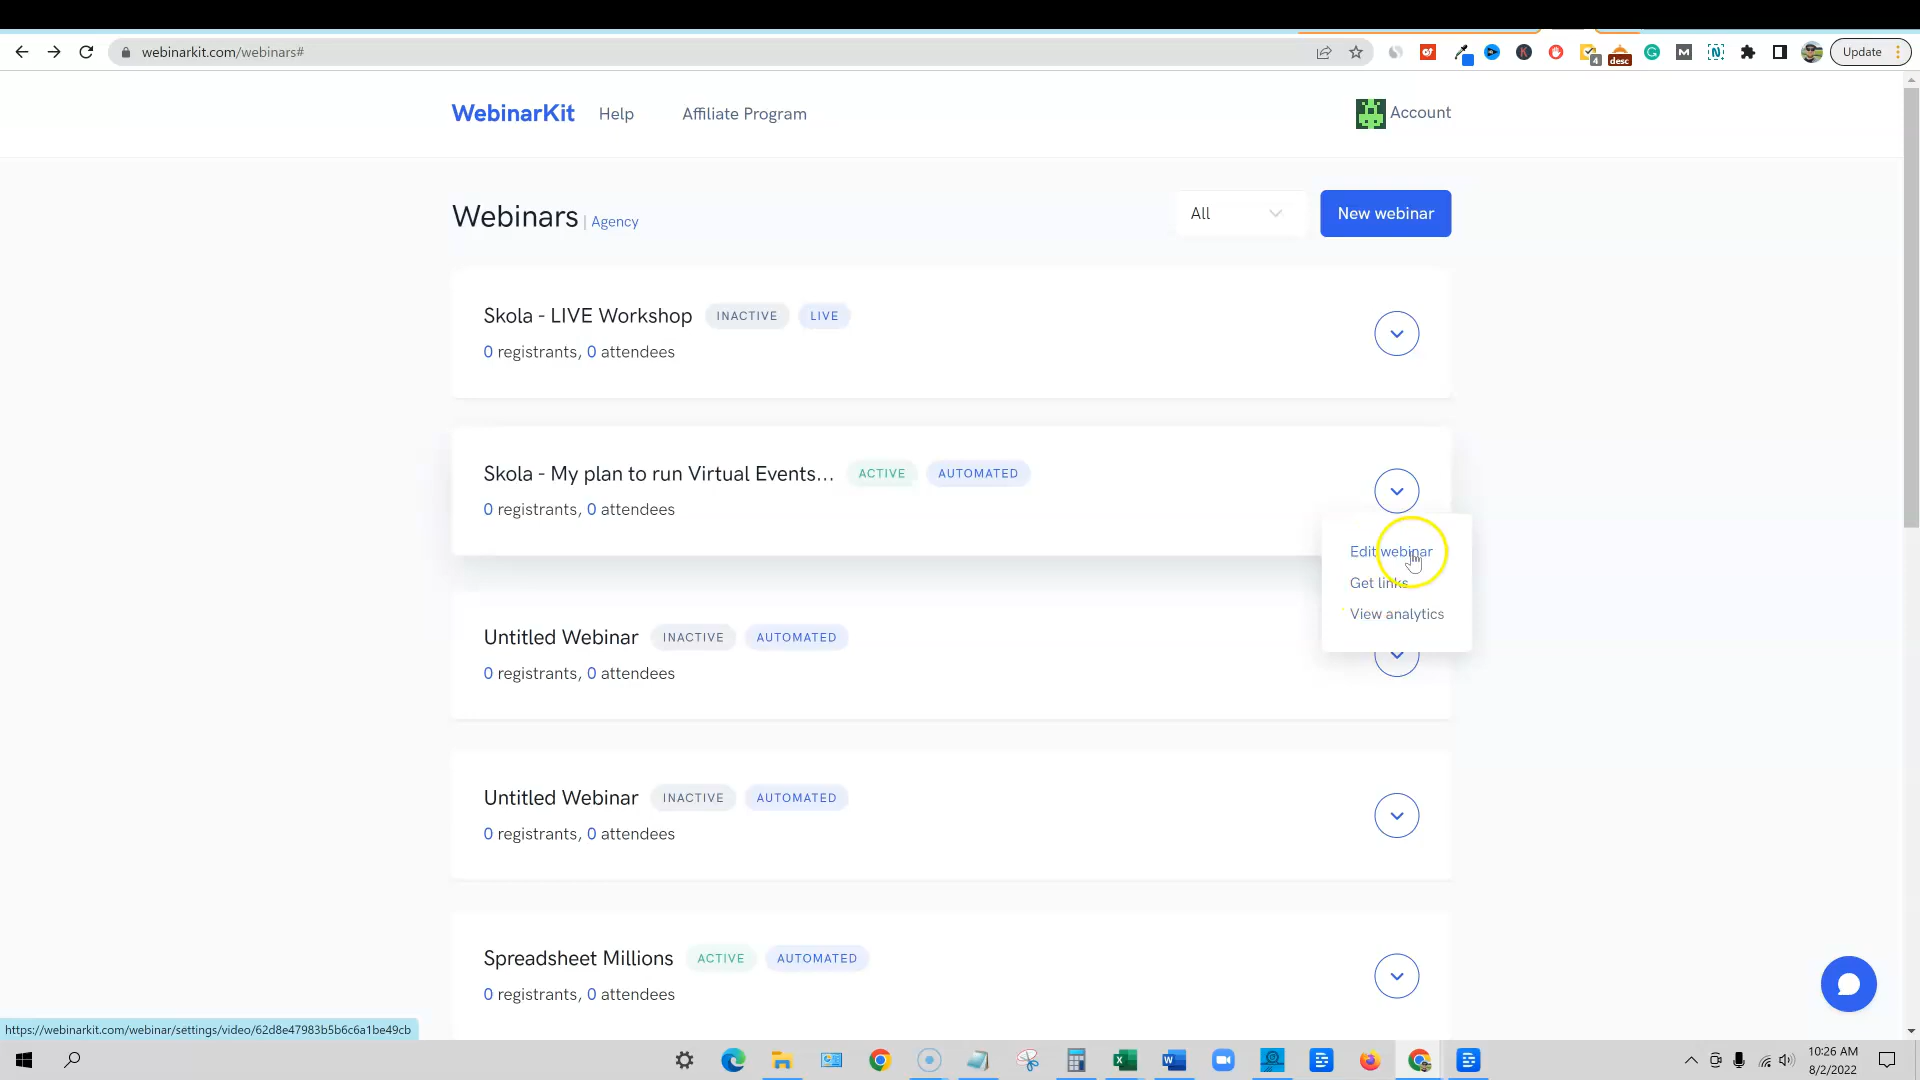 webinarkit.com/webinars#
Update
4
desc
WebinarKit
Help
Affiliate Program
Account
Webinars | Agency
All
New webinar
Skola - LIVE Workshop
INACTIVE
LIVE
0 registrants, 0 attendees
Skola - My plan to run Virtual Events...
ACTIVE
AUTOMATED
0 registrants, 0 attendees
Edit webinar
Get links
View analytics
Untitled Webinar
INACTIVE
AUTOMATED
0 registrants, 0 attendees
Untitled Webinar
INACTIVE
AUTOMATED
0 registrants, 0 attendees
Spreadsheet Millions
ACTIVE
AUTOMATED
0 registrants, 0 attendees
https://webinarkit.com/webinar/settings/video/62d8e47983b5b6c6a1be49cb
10:26 AM
8/2/2022